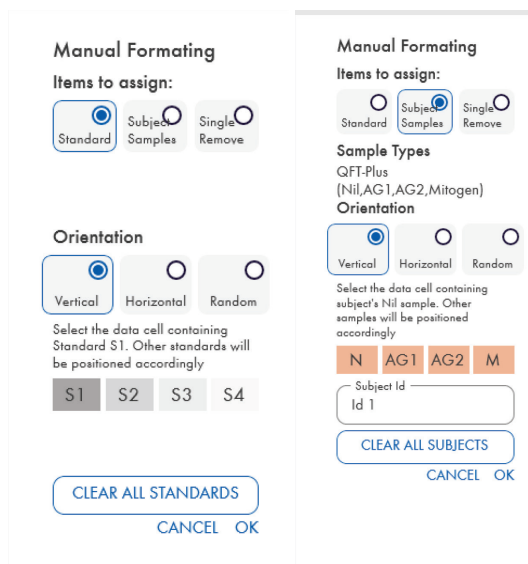 Manual Formating
Items to assign:
Standard
Subject Samples
Single Remove
Orientation
Vertical
Horizontal
Random
Select the data cell containing
Standard S1. Other standards will
be positioned accordingly
S1 S2 S3 S4
CLEAR ALL STANDARDS
CANCEL OK
Manual Formating
Items to assign:
Standard
Subject Samples
Single Remove
Sample Types
QFT-Plus
(Nil,AG1,AG2,Mitogen)
Orientation
Vertical
Horizontal
Random
Select the data cell containing
subject's Nil sample. Other
samples will be positioned
accordingly
N AG1 AG2 M
Subject Id
Id 1
CLEAR ALL SUBJECTS
CANCEL OK